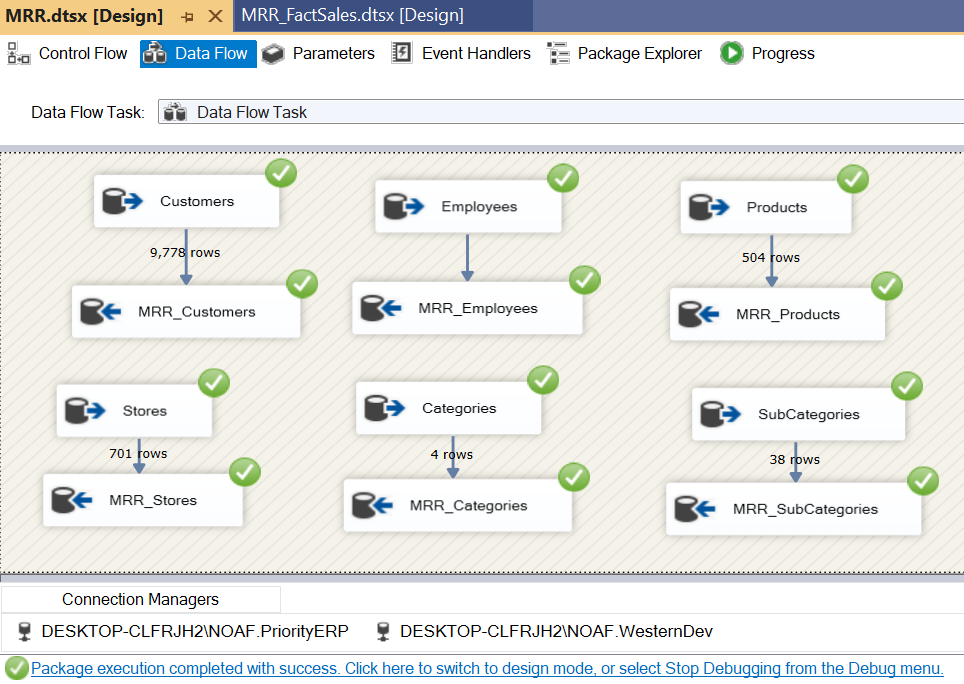 MRR.dtsx [Design]
MRR_FactSales.dtsx [Design]
Control Flow
Data Flow
Parameters
Event Handlers
Package Explorer
Progress
Data Flow Task:
Data Flow Task
Customers
Employees
Products
9,778 rows
504 rows
MRR_Customers
MRR_Employees
MRR_Products
Stores
Categories
SubCategories
701 rows
4 rows
38 rows
MRR_Stores
MRR_Categories
MRR_SubCategories
Connection Managers
DESKTOP-CLFRJH2\NOAF.PriorityERP
DESKTOP-CLFRJH2\NOAF.WesternDev
Package execution completed with success. Click here to switch to design mode, or select Stop Debugging from the Debug menu.